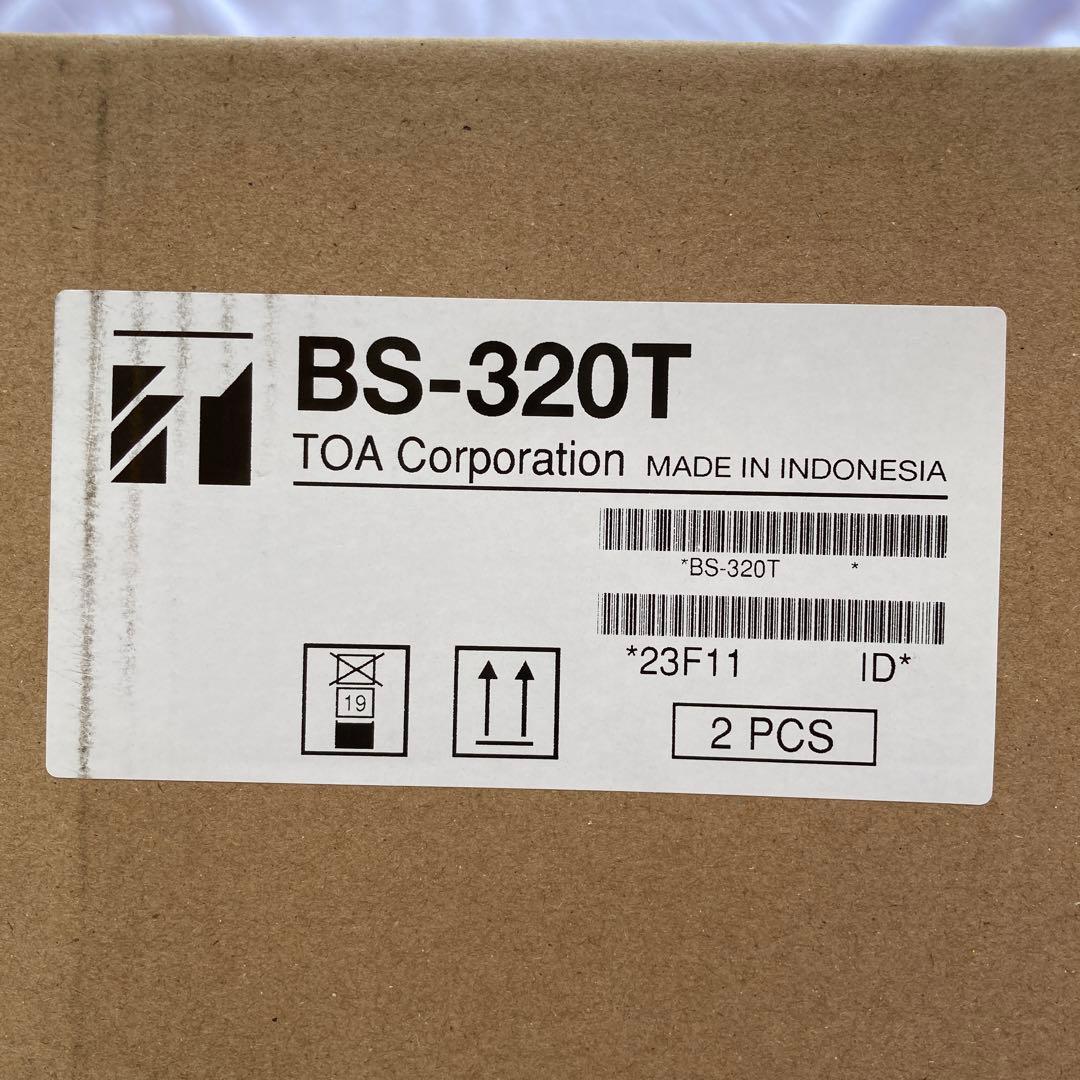 BS-320T
TOA Corporation MADE IN INDONESIA
*BS-320T *
*23F11 ID*
19
2 PCS